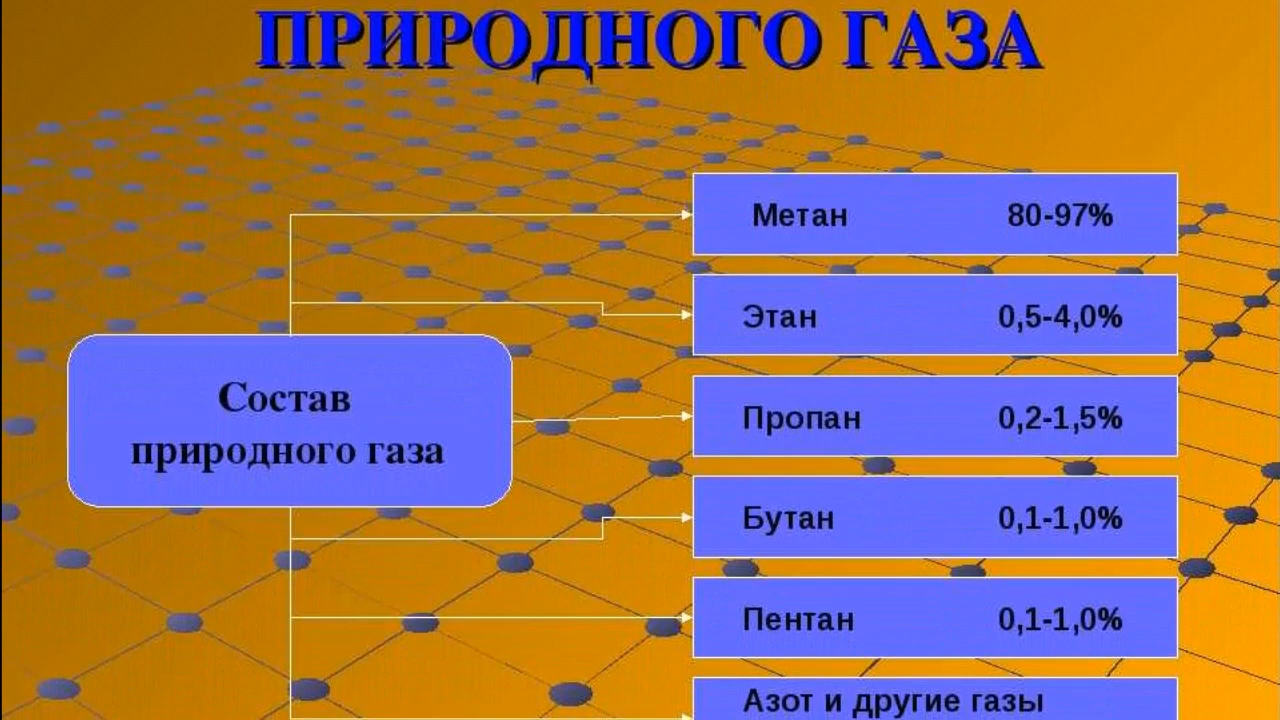 ПРИРОДНОГО ГАЗА
Состав
природного газа
Метан 80-97%
Этан 0,5-4,0%
Пропан 0,2-1,5%
Бутан 0,1-1,0%
Пентан 0,1-1,0%
Азот и другие газы